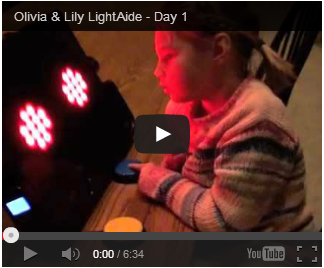 Olivia & Lily LightAide - Day 1
0:00 / 6:34
YouTube